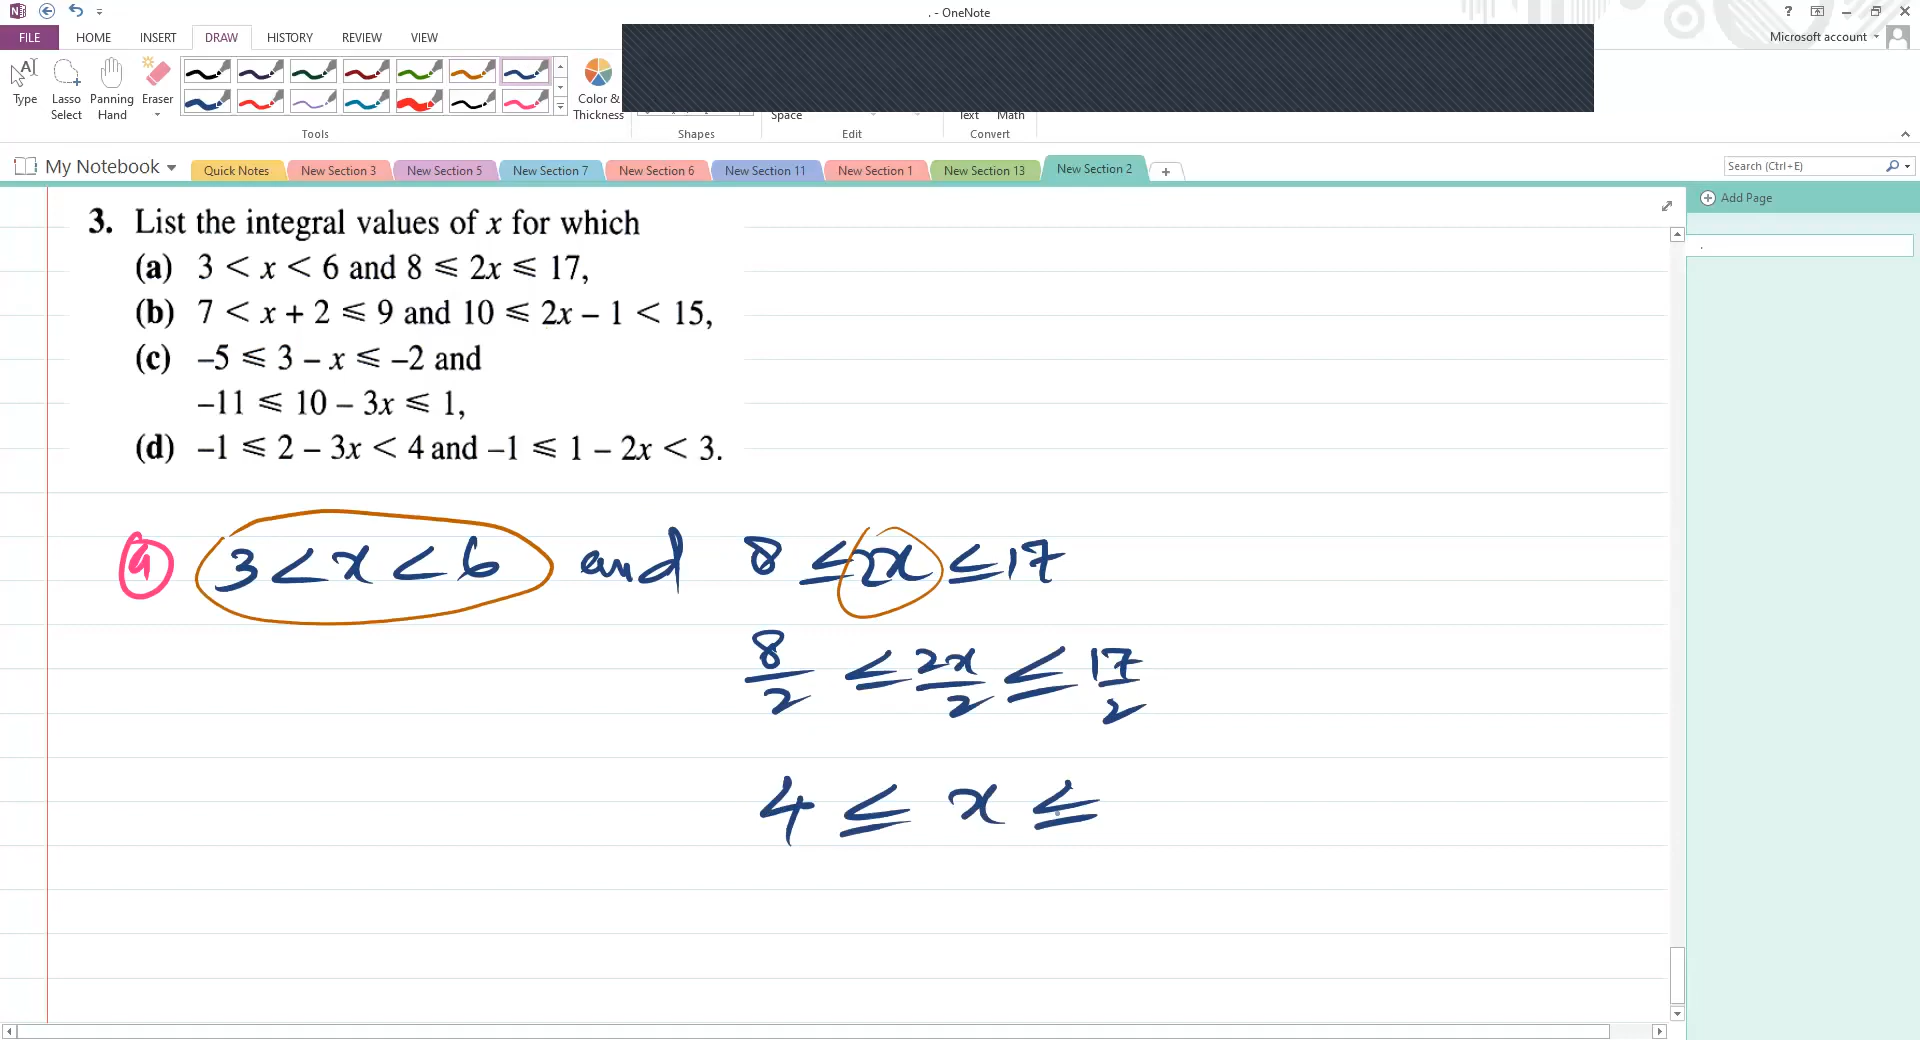 . - OneNote
?
FILE HOME INSERT DRAW HISTORY REVIEW VIEW
Microsoft account
Type
Lasso Select
Panning Hand
Eraser
Color & Thickness
Space
Text
Math
Tools
Shapes
Edit
Convert
My Notebook
Quick Notes New Section 3 New Section 5 New Section 7 New Section 6 New Section 11 New Section 1 New Section 13 New Section 2 +
Search (Ctrl+E)
Add Page
.
3. List the integral values of x for which
(a) 3 < x < 6 and 8 ⩽ 2x ⩽ 17,
(b) 7 < x + 2 ⩽ 9 and 10 ⩽ 2x – 1 < 15,
(c) –5 ⩽ 3 – x ⩽ –2 and
–11 ⩽ 10 – 3x ⩽ 1,
(d) –1 ⩽ 2 – 3x < 4 and –1 ⩽ 1 – 2x < 3.
a 3 < x < 6 and 8 ≤ 2x ≤ 17
8/2 ≤ 2x/2 ≤ 17/2
4 ≤ x ≤